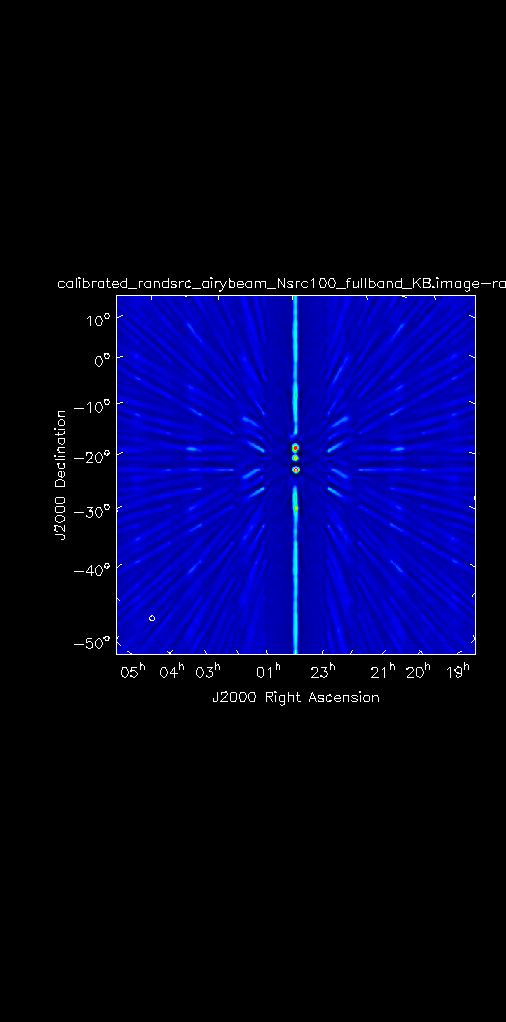 calibrated_randsrc_airybeam_Nsrc100_fullband_KB.image-ra
10°
0°
-10°
-20°
-30°
-40°
-50°
J2000 Declination
05h 04h 03h 01h 23h 21h 20h 19h
J2000 Right Ascension